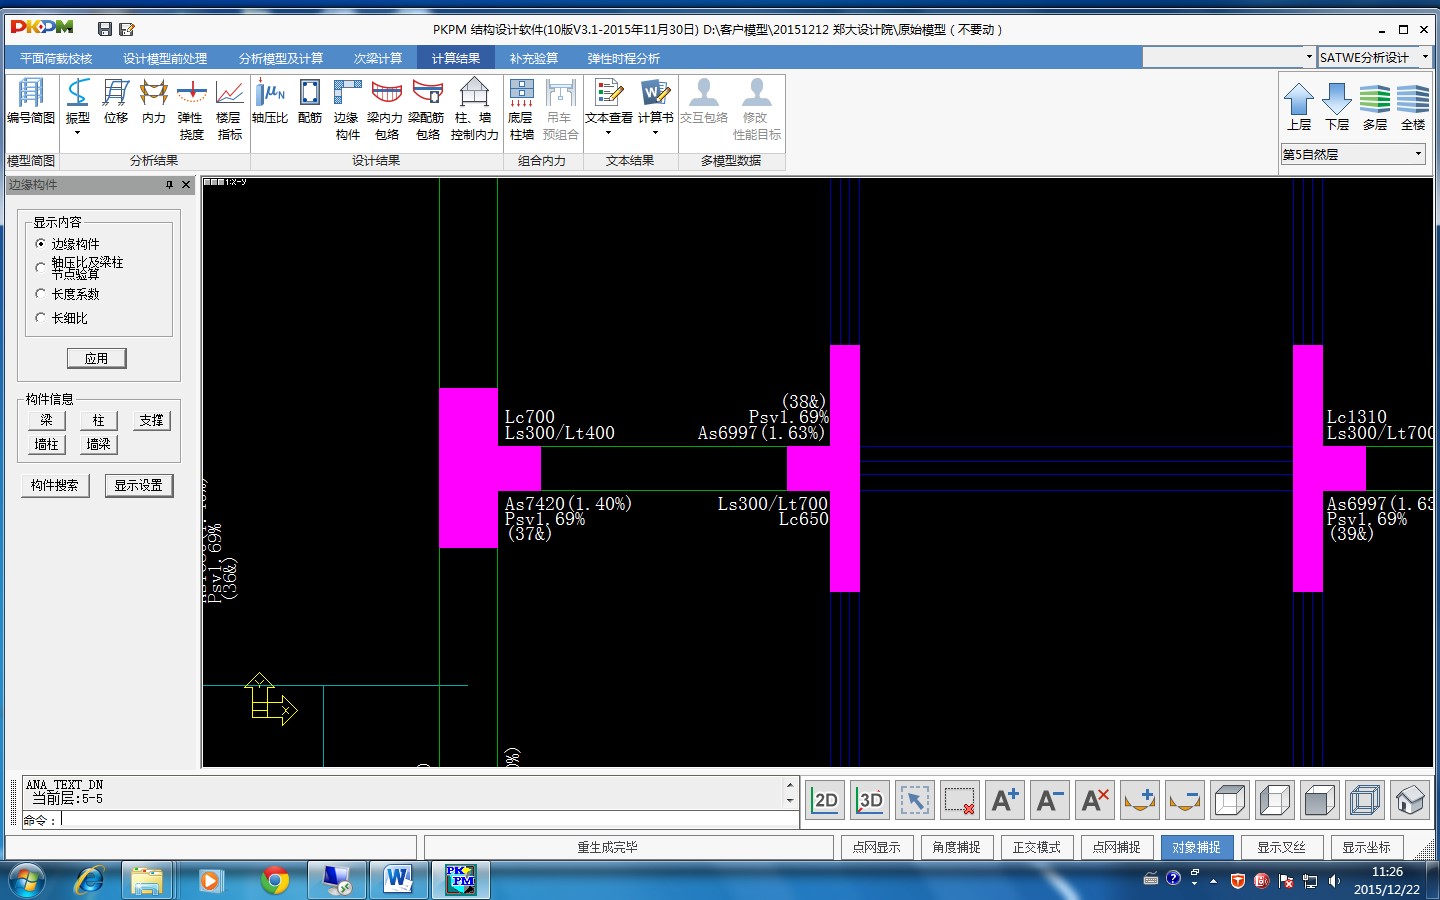 PKPM
PKPM 结构设计软件(10版V3.1-2015年11月30日) D:\客户模型\20151212 郑大设计院\原始模型 ( 不要动 )
平面荷载校核 设计模型前处理 分析模型及计算 次梁计算 计算结果 补充验算 弹性时程分析
SATWE分析设计
编号简图 振型 位移 内力 弹性挠度 楼层指标 轴压比 配筋 边缘构件 梁内力包络 梁配筋包络 柱、墙控制内力 底层柱墙 吊车预组合 文本查看 计算书 交互包络 修改性能目标
上层 下层 多层 全楼
模型简图 分析结果 设计结果 组合内力 文本结果 多模型数据
第5自然层
边缘构件
显示内容
边缘构件
轴压比及梁柱
节点验算
长度系数
长细比
应用
构件信息
梁 柱 支撑
墙柱 墙梁
构件搜索 显示设置
(38&)
Lc700
Psv1.69%
Lc1310
Ls300/Lt400
As6997(1.63%)
Ls300/Lt700
As7420(1.40%)
Ls300/Lt700
As6997(1.63
Psv1.69%
Lc650
Psv1.69%
(37&)
(39&)
Psv1.69%
(36&)
Y
X
ANA_TEXT_DN
当前层:5-5
命令 :
2D 3D A+ A- A×
重生成完毕
点网显示 角度捕捉 正交模式 点网捕捉 对象捕捉 显示叉丝 显示坐标
W
PK
PM
11:26
2015/12/22